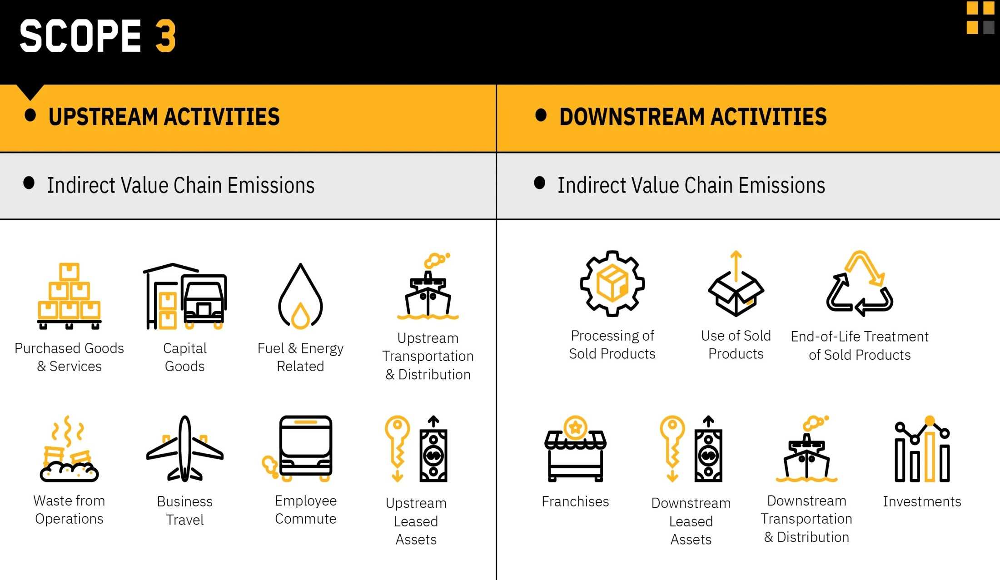 SCOPE 3
UPSTREAM ACTIVITIES
Indirect Value Chain Emissions
Purchased Goods
& Services
Capital
Goods
Fuel & Energy
Related
Upstream
Transportation
& Distribution
Waste from
Operations
Business
Travel
Employee
Commute
Upstream
Leased
Assets
DOWNSTREAM ACTIVITIES
Indirect Value Chain Emissions
Processing of
Sold Products
Use of Sold
Products
End-of-Life Treatment
of Sold Products
Franchises
Downstream
Leased
Assets
Downstream
Transportation
& Distribution
Investments